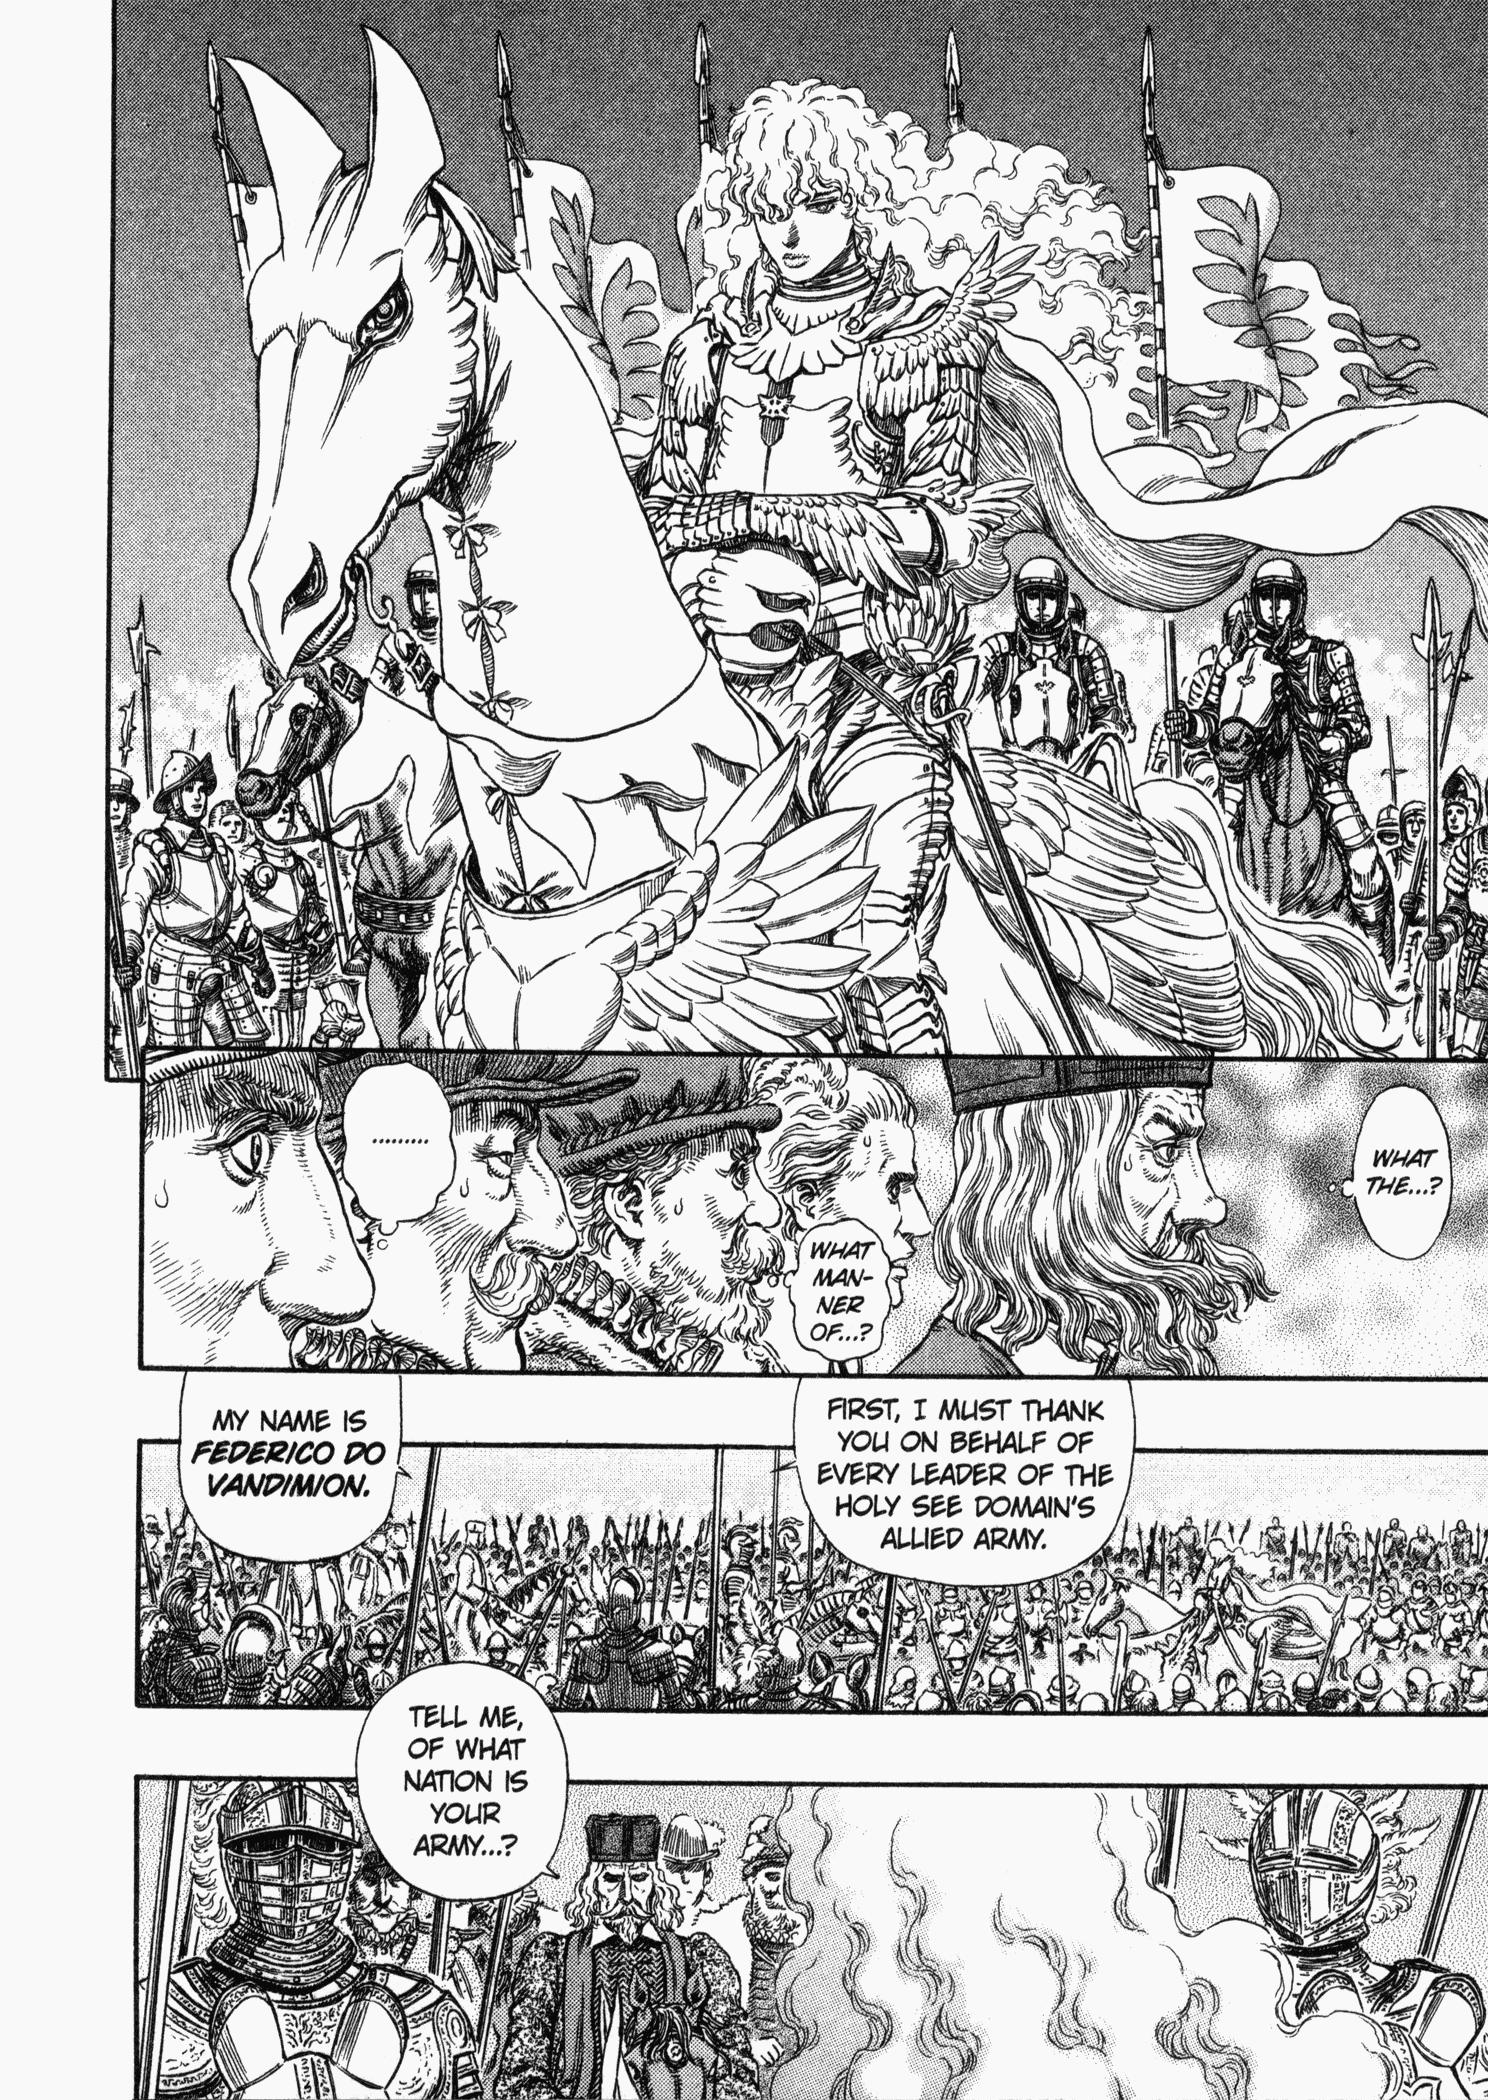 WHAT
THE...?
WHAT
MAN-
NER
OF...?
..........
FIRST, I MUST THANK
YOU ON BEHALF OF
EVERY LEADER OF THE
HOLY SEE DOMAIN'S
ALLIED ARMY.
MY NAME IS
FEDERICO DO
VANDIMION.
TELL ME,
OF WHAT
NATION IS
YOUR
ARMY...?